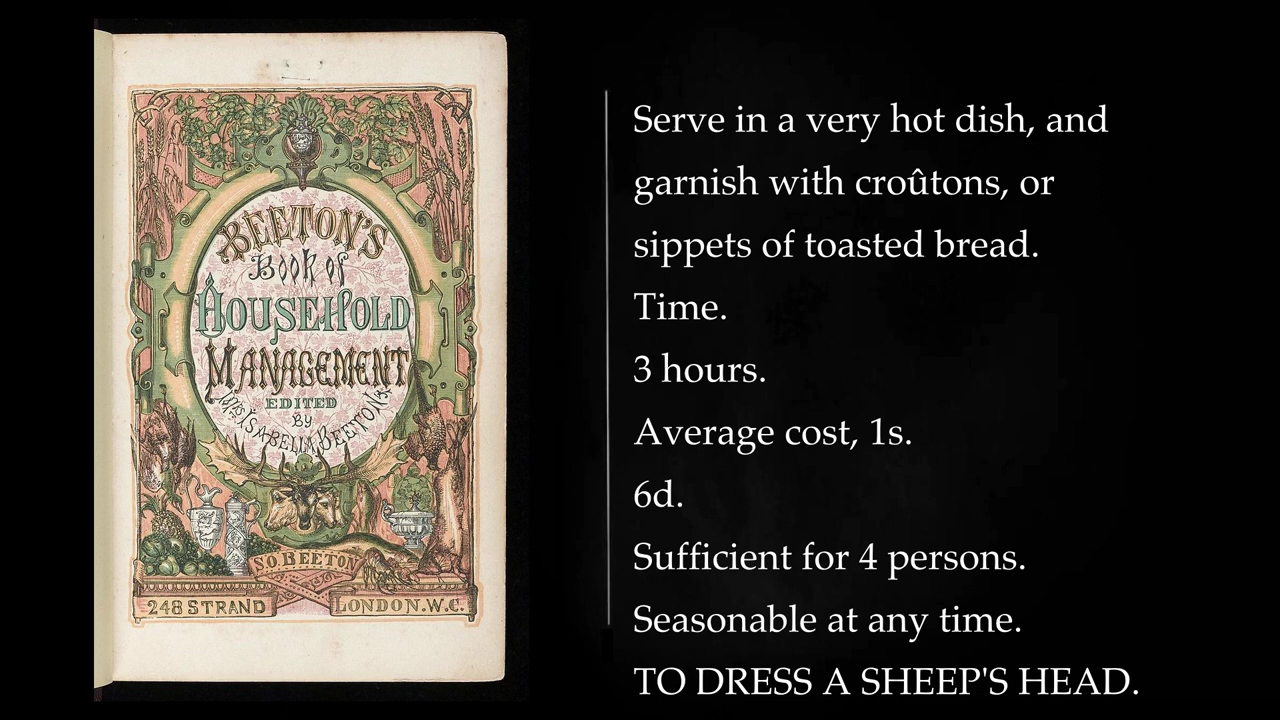 BEETON'S
Book of
HOUSEHOLD
MANAGEMENT
EDITED
BY
MRS ISABELLA BEETON
S.O. BEETON
248 STRAND
LONDON. W.C.
Serve in a very hot dish, and
garnish with croûtons, or
sippets of toasted bread.
Time.
3 hours.
Average cost, 1s.
6d.
Sufficient for 4 persons.
Seasonable at any time.
TO DRESS A SHEEP'S HEAD.